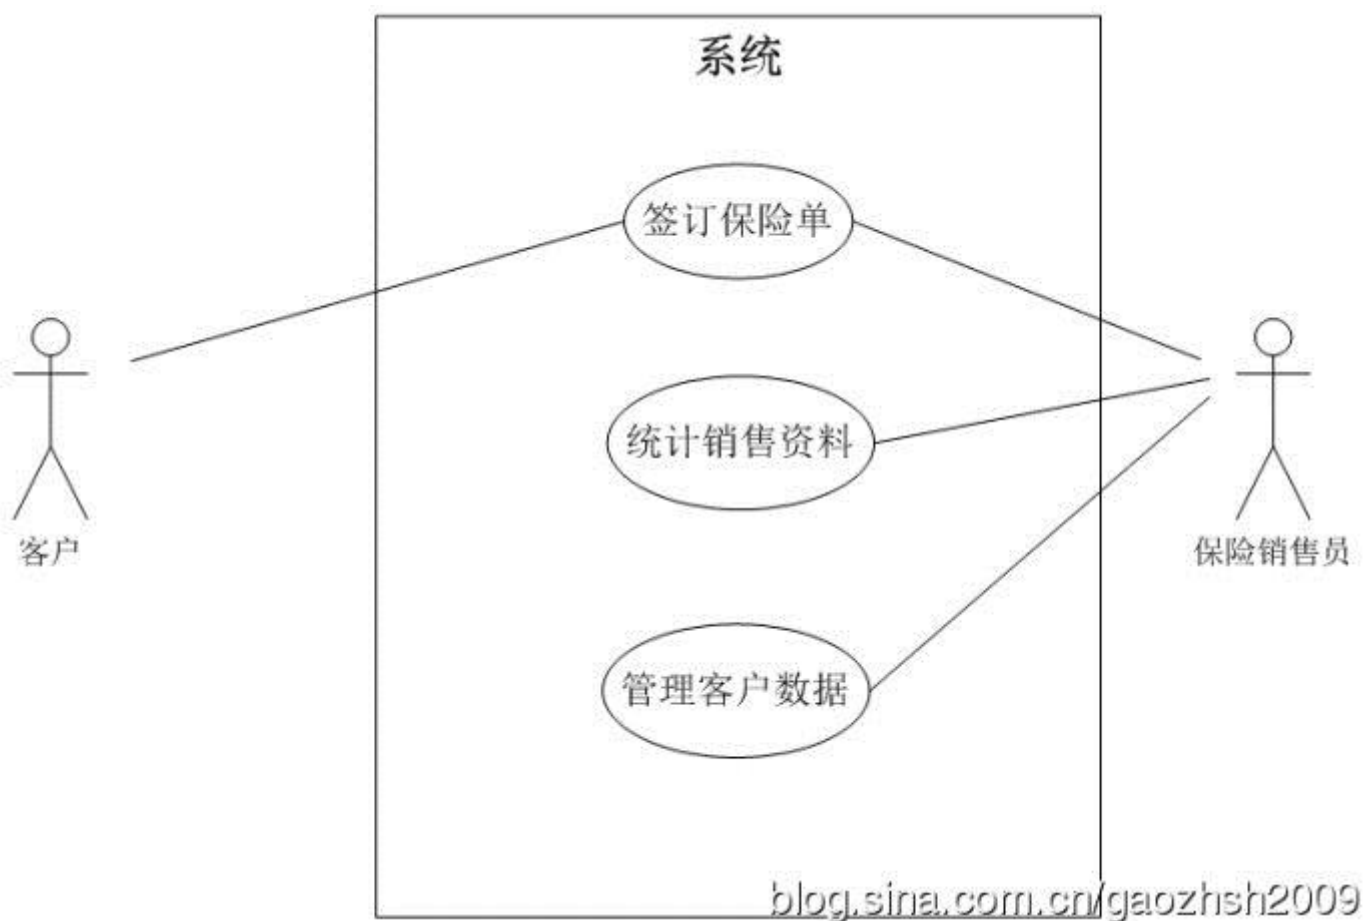 系统
签订保险单
统计销售资料
客户
保险销售员
管理客户数据
blog.sina.com.cn/gaozhsh2009